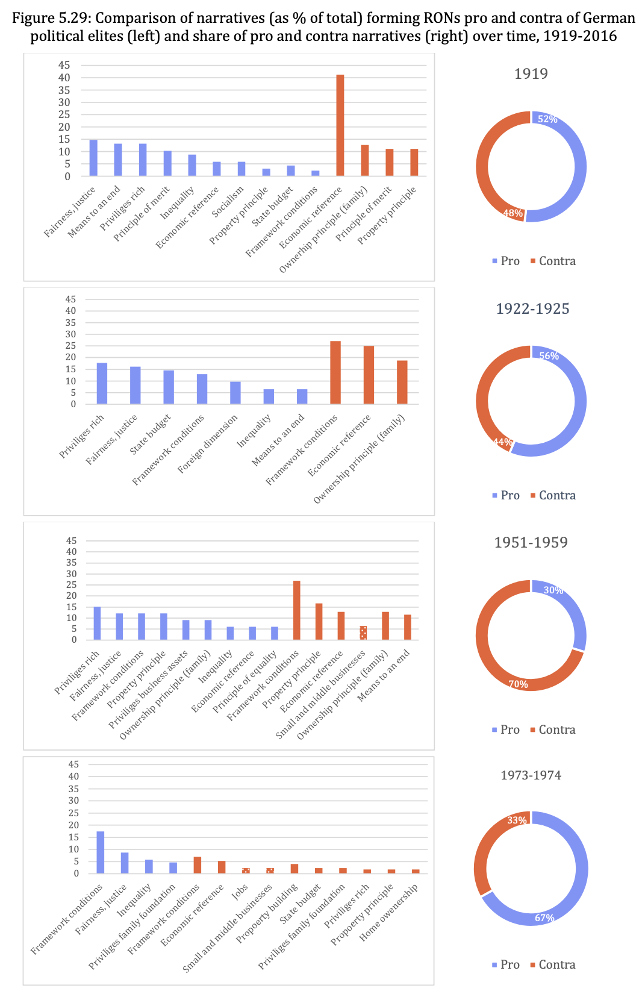 Figure 5.29: Comparison of narratives (as % of total) forming RONs pro and contra of German
political elites (left) and share of pro and contra narratives (right) over time, 1919-2016
45
40
35
30
25
20
15
10
5
0
Fairness, justice
Means to an end
Priviliges rich
Principle of merit
Inequality
Economic reference
Socialism
Property principle
State budget
Framework conditions
Economic reference
Ownerhip principle (family)
Principle of merit
Property principle
1919
52%
48%
Pro
Contra
45
40
35
30
25
20
15
10
5
0
Priviliges rich
Fairness, justice
State budget
Framework conditions
Foreign dimension
Inequality
Means to an end
Framework conditions
Economic reference
Ownership principle (family)
1922-1925
56%
44%
Pro
Contra
45
40
35
30
25
20
15
10
5
0
Priviliges rich
Fairness, justice
Framework conditions
Property principle
Priviliges business assets
Ownership principle (family)
Inequality
Economic reference
Principle of equality
Framework conditions
Property principle
Economic reference
Small and middle businesses
Ownership principle (family)
Means to an end
1951-1959
30%
70%
Pro
Contra
45
40
35
30
25
20
15
10
5
0
Framework conditions
Fairness, justice
Inequality
Priviliges family foundation
Framework conditions
Economic reference
Jobs
Small and middle businesses
Propoerty building
State budget
Priviliges family foundation
Priviliges rich
Propoerty principle
Home owenership
1973-1974
33%
67%
Pro
Contra